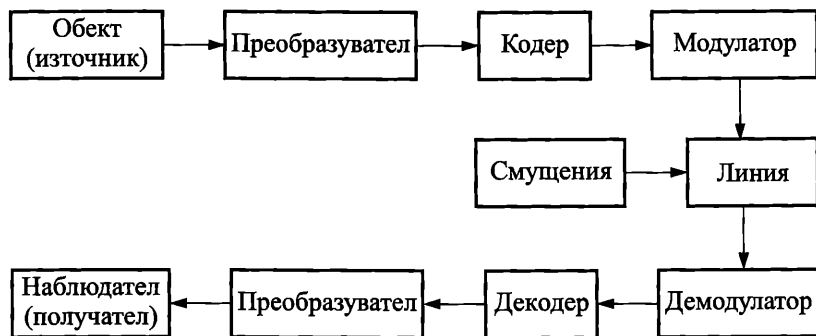 Обект
(източник)
Преобразувател
Кодер
Модулатор
Смущения
Линия
Наблюдател
(получател)
Преобразувател
Декодер
Демодулатор